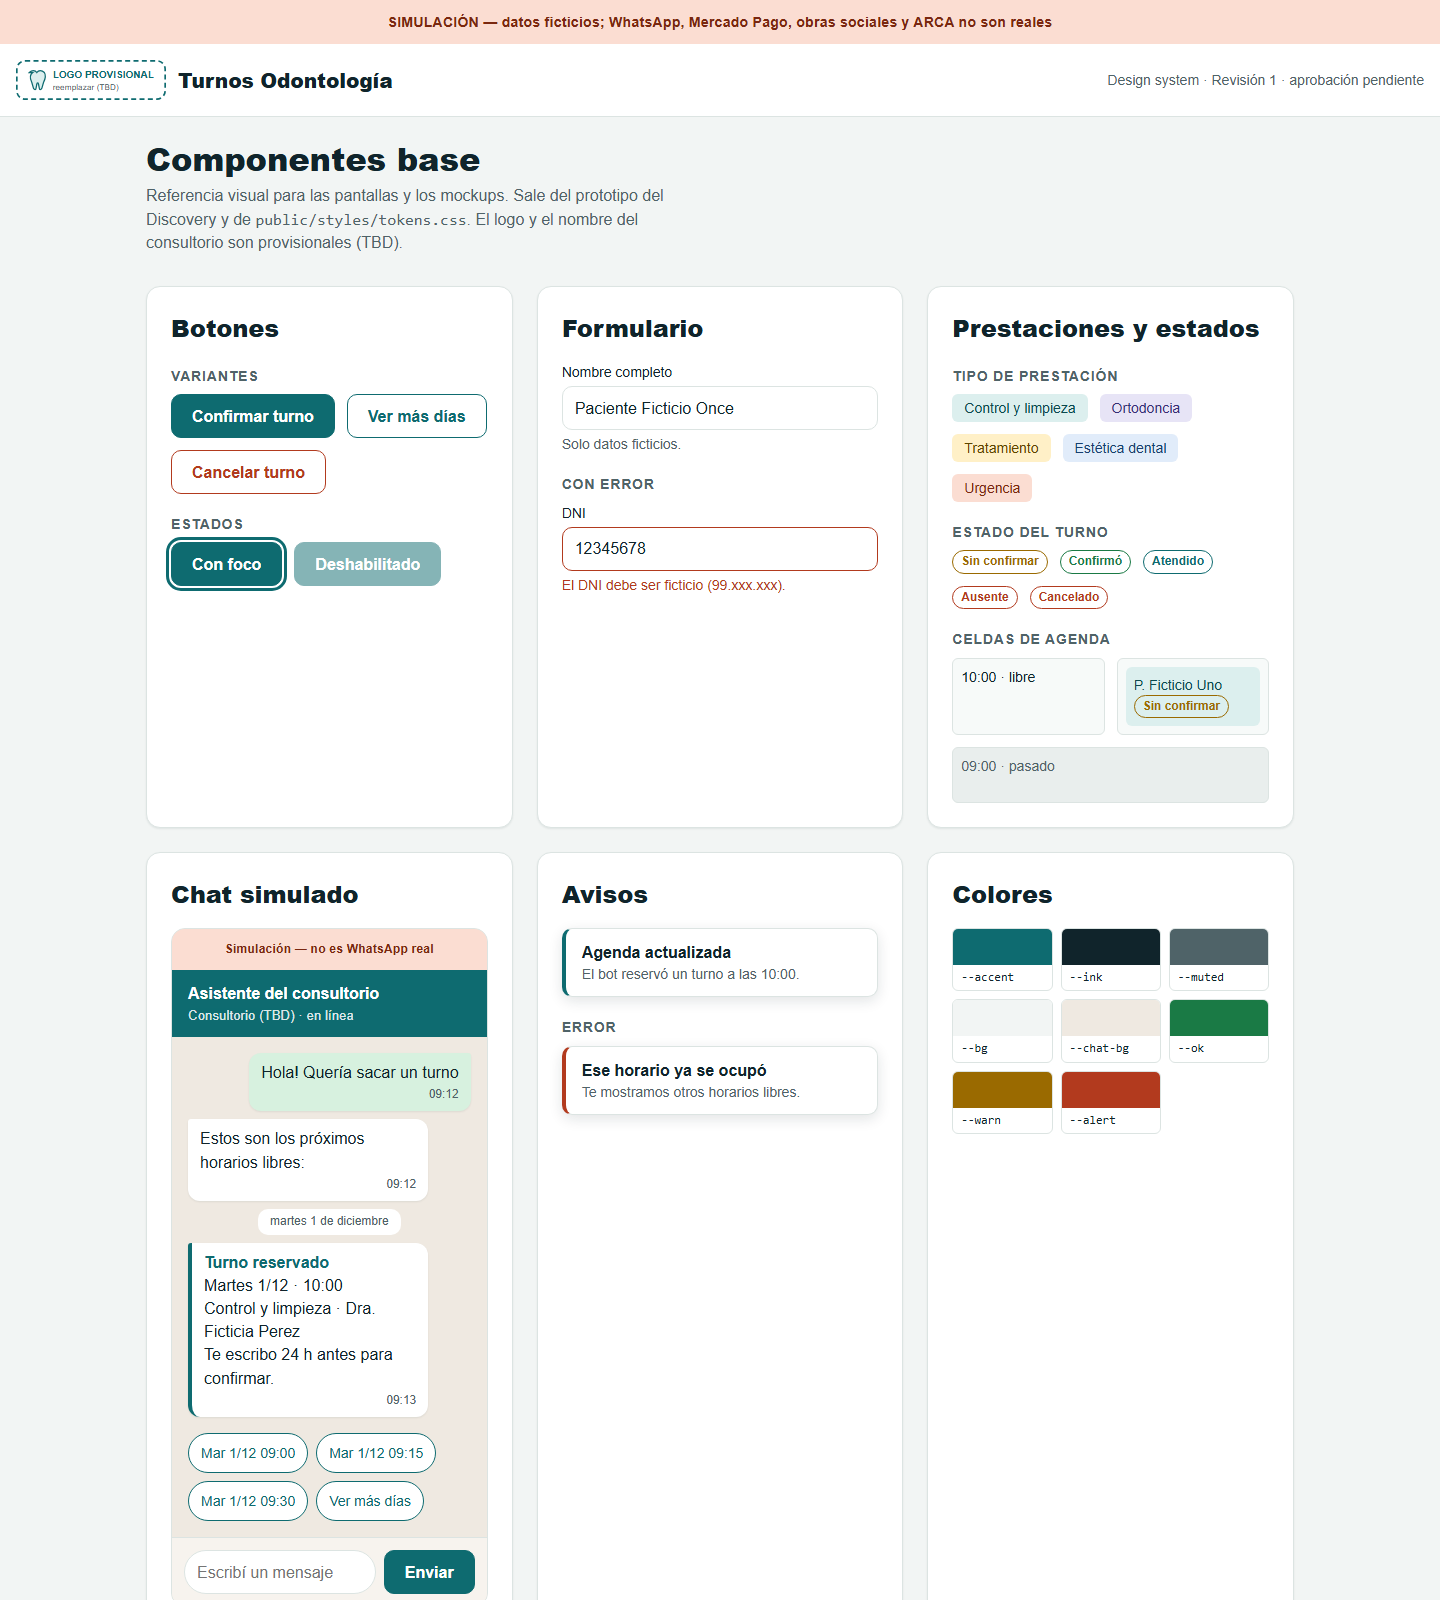 SIMULACIÓN — datos ficticios; WhatsApp, Mercado Pago, obras sociales y ARCA no son reales
LOGO PROVISIONAL
reemplazar (TBD)
Turnos Odontología
Design system · Revisión 1 · aprobación pendiente
Componentes base
Referencia visual para las pantallas y los mockups. Sale del prototipo del
Discovery y de public/styles/tokens.css. El logo y el nombre del
consultorio son provisionales (TBD).
Botones
VARIANTES
Confirmar turno
Ver más días
Cancelar turno
ESTADOS
Con foco
Deshabilitado
Formulario
Nombre completo
Paciente Ficticio Once
Solo datos ficticios.
CON ERROR
DNI
12345678
El DNI debe ser ficticio (99.xxx.xxx).
Prestaciones y estados
TIPO DE PRESTACIÓN
Control y limpieza
Ortodoncia
Tratamiento
Estética dental
Urgencia
ESTADO DEL TURNO
Sin confirmar
Confirmó
Atendido
Ausente
Cancelado
CELDAS DE AGENDA
10:00 · libre
P. Ficticio Uno
Sin confirmar
09:00 · pasado
Chat simulado
Simulación — no es WhatsApp real
Asistente del consultorio
Consultorio (TBD) · en línea
Hola! Quería sacar un turno
09:12
Estos son los próximos
horarios libres:
09:12
martes 1 de diciembre
Turno reservado
Martes 1/12 · 10:00
Control y limpieza · Dra.
Ficticia Perez
Te escribo 24 h antes para
confirmar.
09:13
Mar 1/12 09:00
Mar 1/12 09:15
Mar 1/12 09:30
Ver más días
Escribí un mensaje
Enviar
Avisos
Agenda actualizada
El bot reservó un turno a las 10:00.
ERROR
Ese horario ya se ocupó
Te mostramos otros horarios libres.
Colores
--accent
--ink
--muted
--bg
--chat-bg
--ok
--warn
--alert